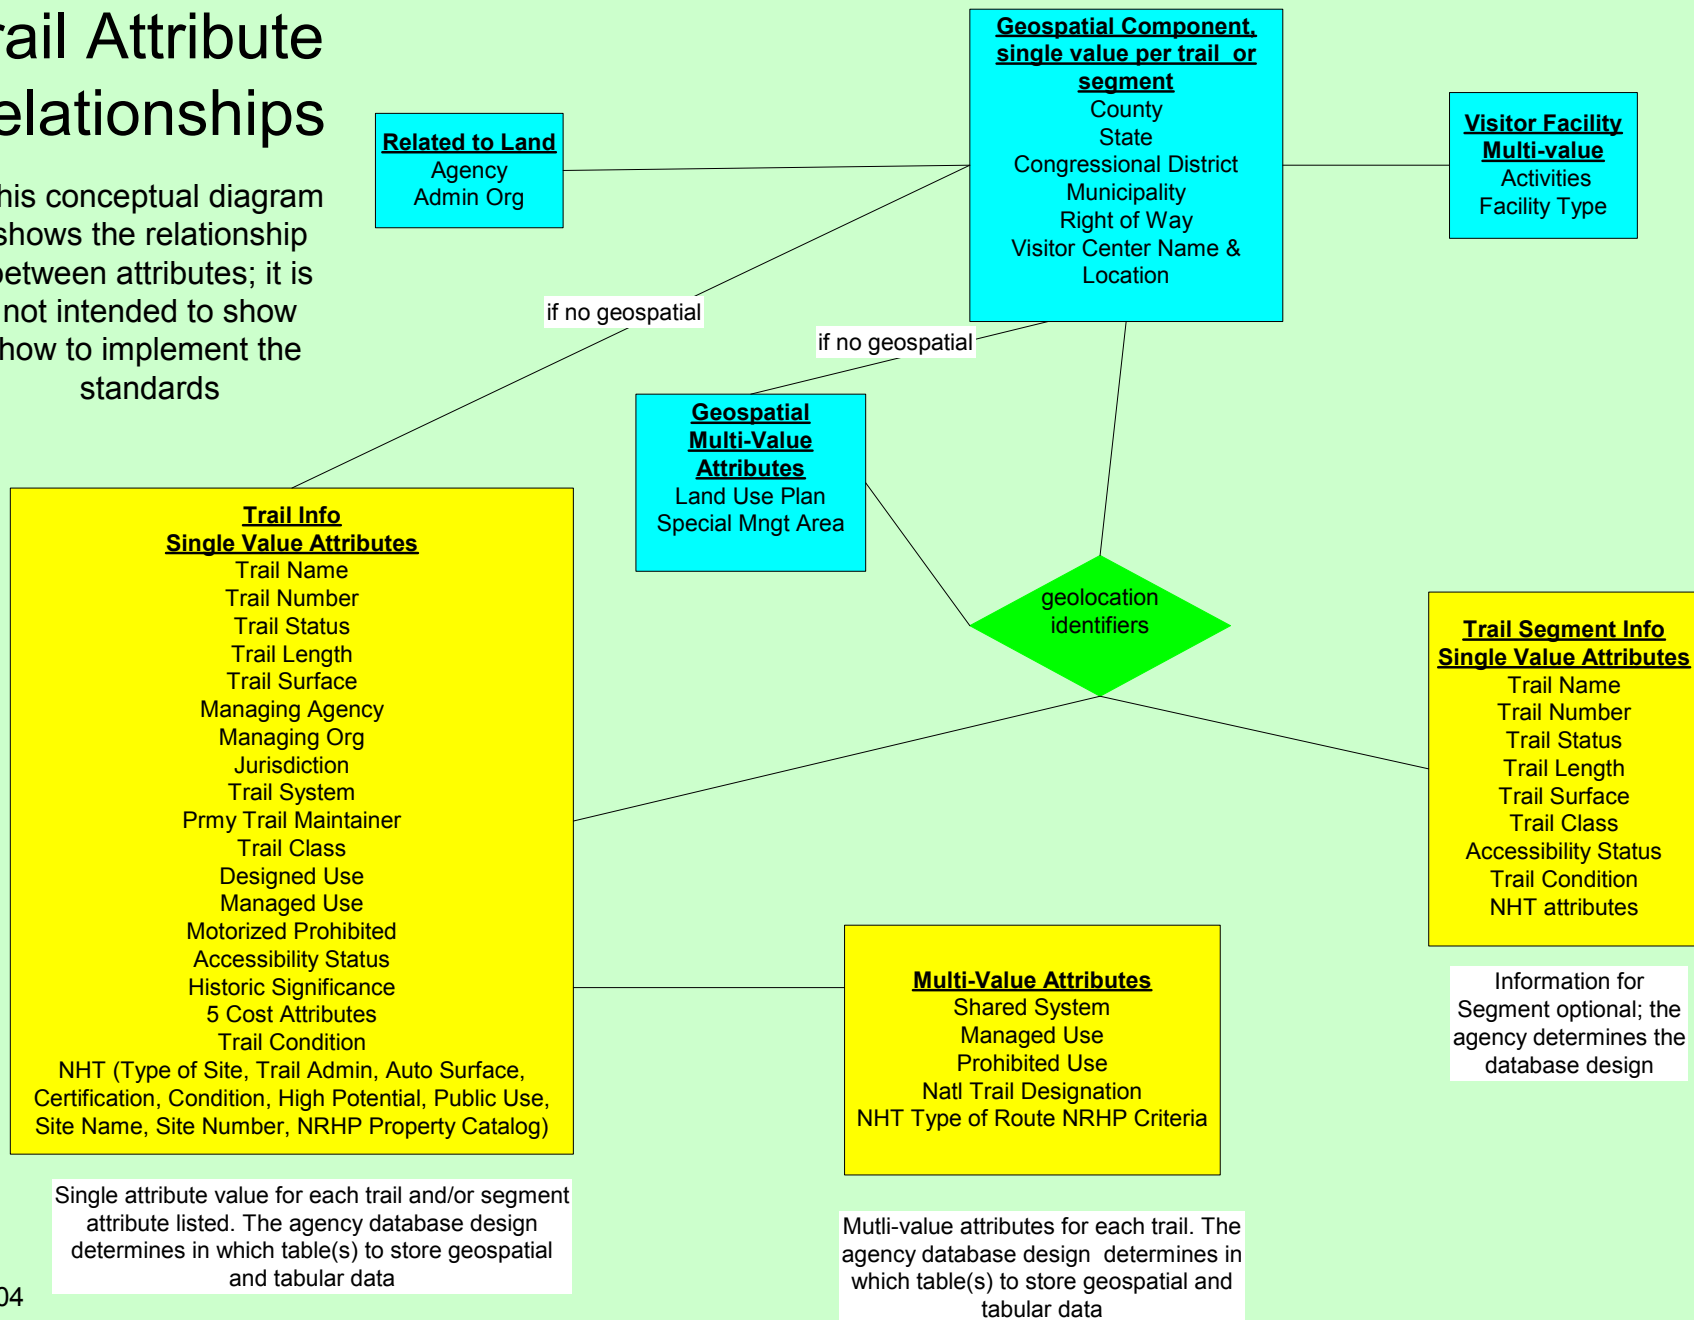 rail Attribute
elationships
his conceptual diagram
shows the relationship
between attributes; it is
not intended to show
how to implement the
standards
Related to Land
Agency
Admin Org
Geospatial Component,
single value per trail or
segment
County
State
Congressional District
Municipality
Right of Way
Visitor Center Name &
Location
Visitor Facility
Multi-value
Activities
Facility Type
if no geospatial
if no geospatial
Geospatial
Multi-Value
Attributes
Land Use Plan
Special Mngt Area
geolocation
identifiers
Trail Info
Single Value Attributes
Trail Name
Trail Number
Trail Status
Trail Length
Trail Surface
Managing Agency
Managing Org
Jurisdiction
Trail System
Prmy Trail Maintainer
Trail Class
Designed Use
Managed Use
Motorized Prohibited
Accessibility Status
Historic Significance
5 Cost Attributes
Trail Condition
NHT (Type of Site, Trail Admin, Auto Surface,
Certification, Condition, High Potential, Public Use,
Site Name, Site Number, NRHP Property Catalog)
Single attribute value for each trail and/or segment
attribute listed. The agency database design
determines in which table(s) to store geospatial
and tabular data
Multi-Value Attributes
Shared System
Managed Use
Prohibited Use
Natl Trail Designation
NHT Type of Route NRHP Criteria
Mutli-value attributes for each trail. The
agency database design determines in
which table(s) to store geospatial and
tabular data
Trail Segment Info
Single Value Attributes
Trail Name
Trail Number
Trail Status
Trail Length
Trail Surface
Trail Class
Accessibility Status
Trail Condition
NHT attributes
Information for
Segment optional; the
agency determines the
database design
04